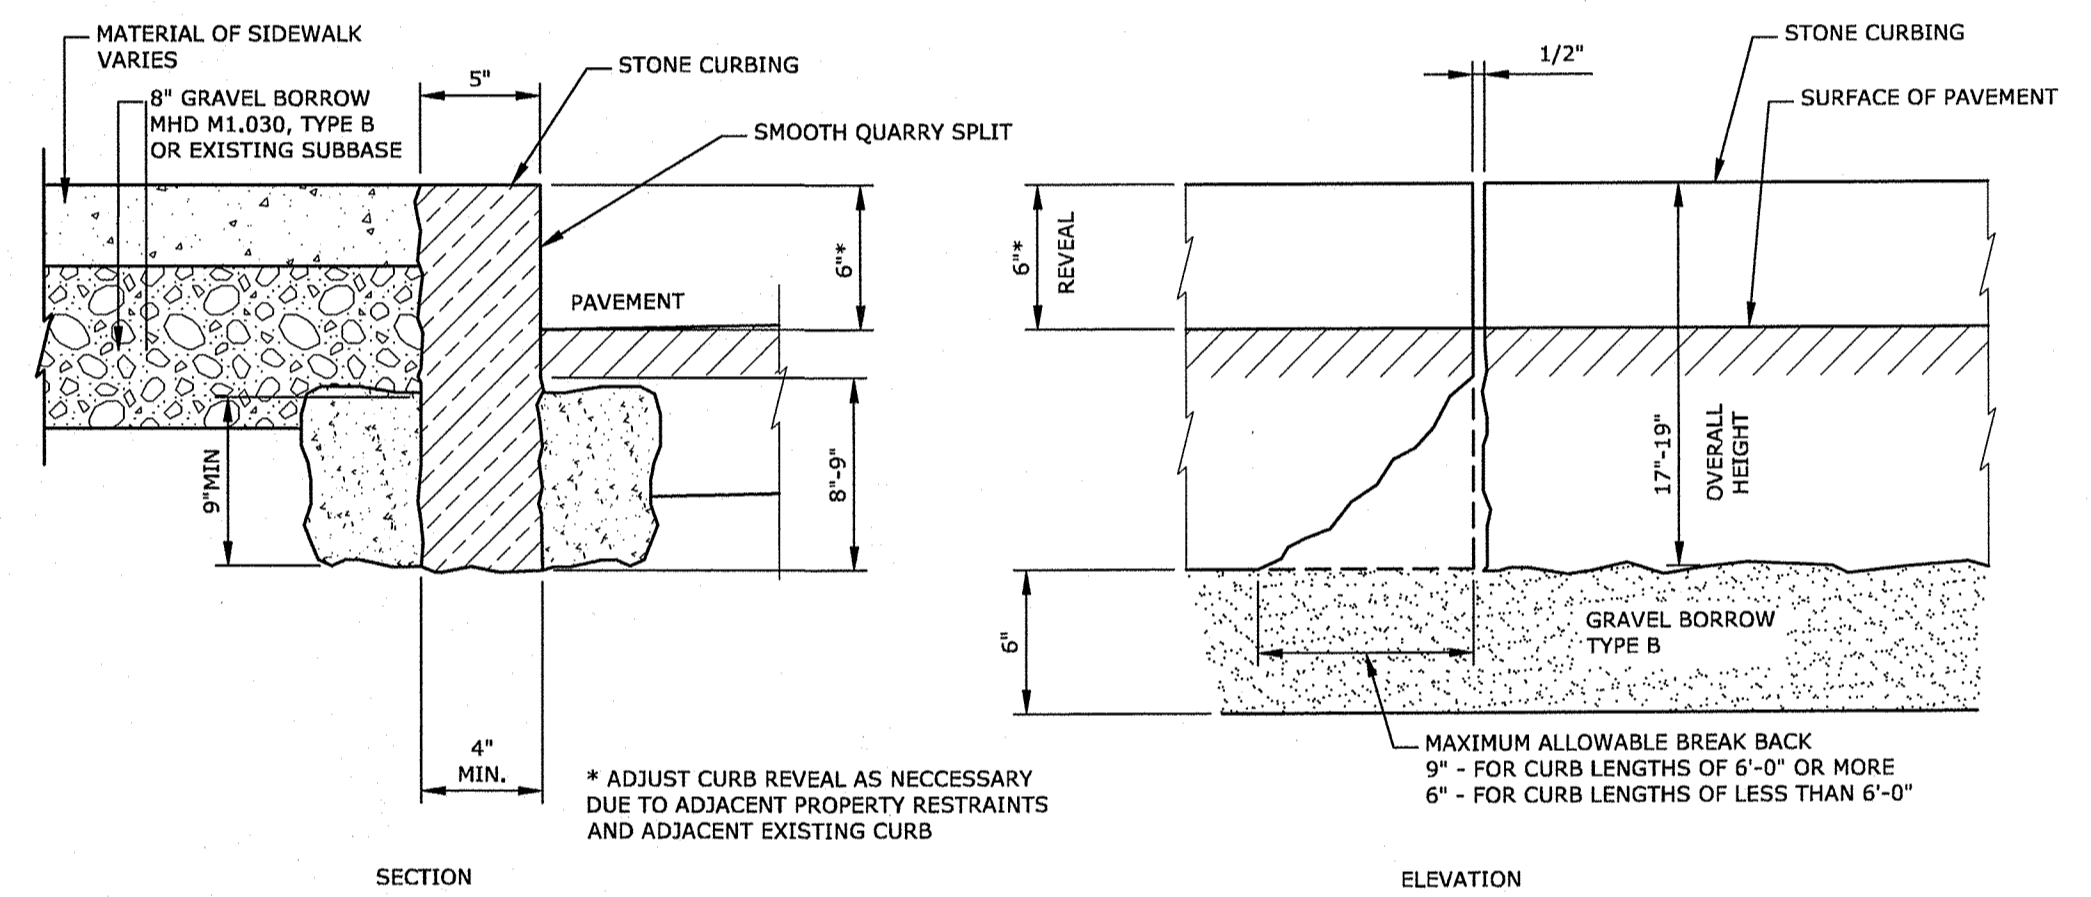 MATERIAL OF SIDEWALK
VARIES
8" GRAVEL BORROW
MHD M1.030, TYPE B
OR EXISTING SUBBASE
5"
STONE CURBING
SMOOTH QUARRY SPLIT
6"*
PAVEMENT
9"MIN
8"-9"
4"
MIN.
* ADJUST CURB REVEAL AS NECCESSARY
DUE TO ADJACENT PROPERTY RESTRAINTS
AND ADJACENT EXISTING CURB
SECTION
1/2"
STONE CURBING
SURFACE OF PAVEMENT
6"*
REVEAL
17"-19"
OVERALL
HEIGHT
6"
GRAVEL BORROW
TYPE B
MAXIMUM ALLOWABLE BREAK BACK
9" - FOR CURB LENGTHS OF 6'-0" OR MORE
6" - FOR CURB LENGTHS OF LESS THAN 6'-0"
ELEVATION